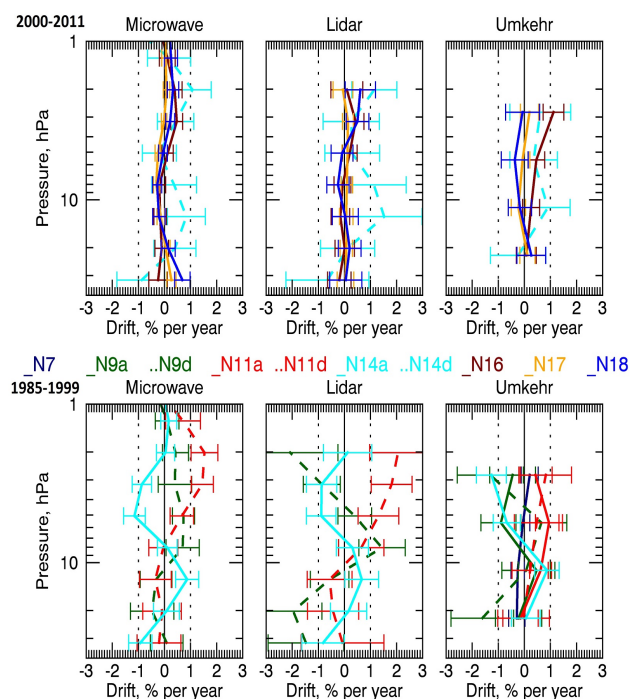 2000-2011 Microwave Lidar Umkehr
1
10
Pressure, hPa Pressure, hPa
-3 -2 -1 0 1 2 3 -3 -2 -1 0 1 2 3 -3 -2 -1 0 1 2 3
Drift, % per year Drift, % per year Drift, % per year
_N7 _N9a ..N9d _N11a ..N11d _N14a ..N14d _N16 _N17 _N18
1985-1999 Microwave Lidar Umkehr
1
10
Pressure, hPa Pressure, hPa
-3 -2 -1 0 1 2 3 -3 -2 -1 0 1 2 3 -3 -2 -1 0 1 2 3
Drift, % per year Drift, % per year Drift, % per year